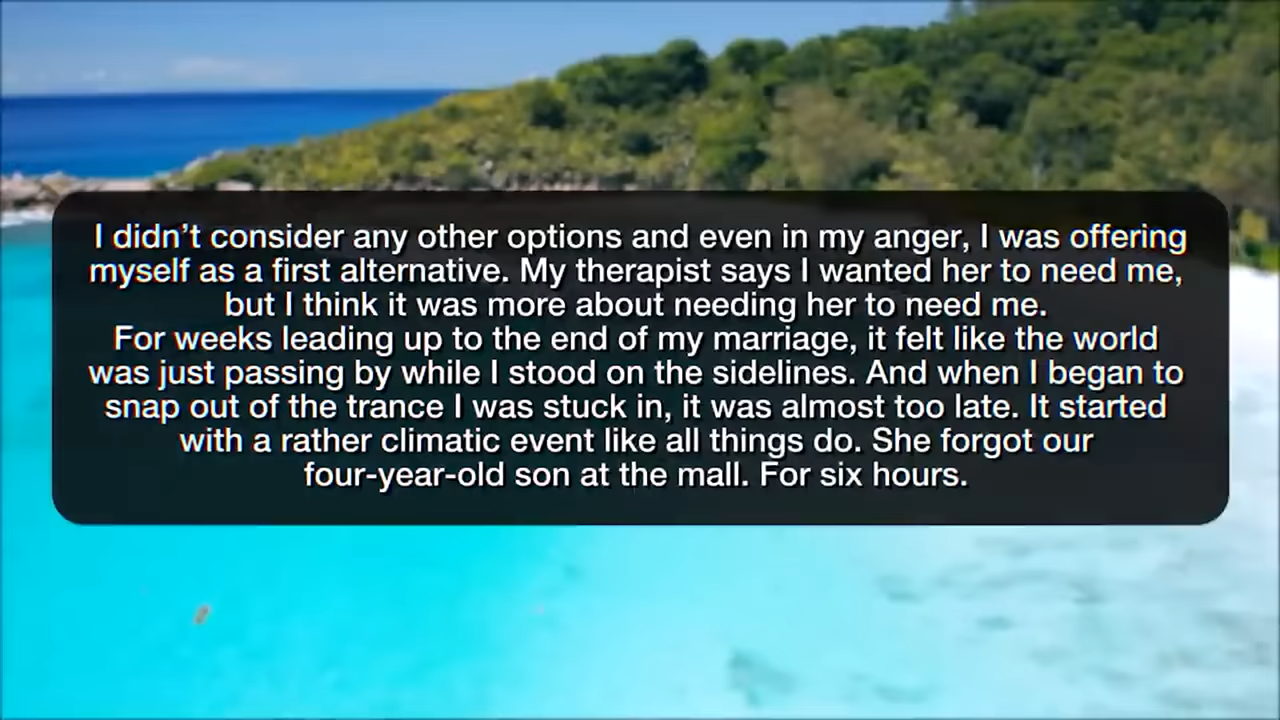 I didn’t consider any other options and even in my anger, I was offering
myself as a first alternative. My therapist says I wanted her to need me,
but I think it was more about needing her to need me.
For weeks leading up to the end of my marriage, it felt like the world
was just passing by while I stood on the sidelines. And when I began to
snap out of the trance I was stuck in, it was almost too late. It started
with a rather climatic event like all things do. She forgot our
four-year-old son at the mall. For six hours.